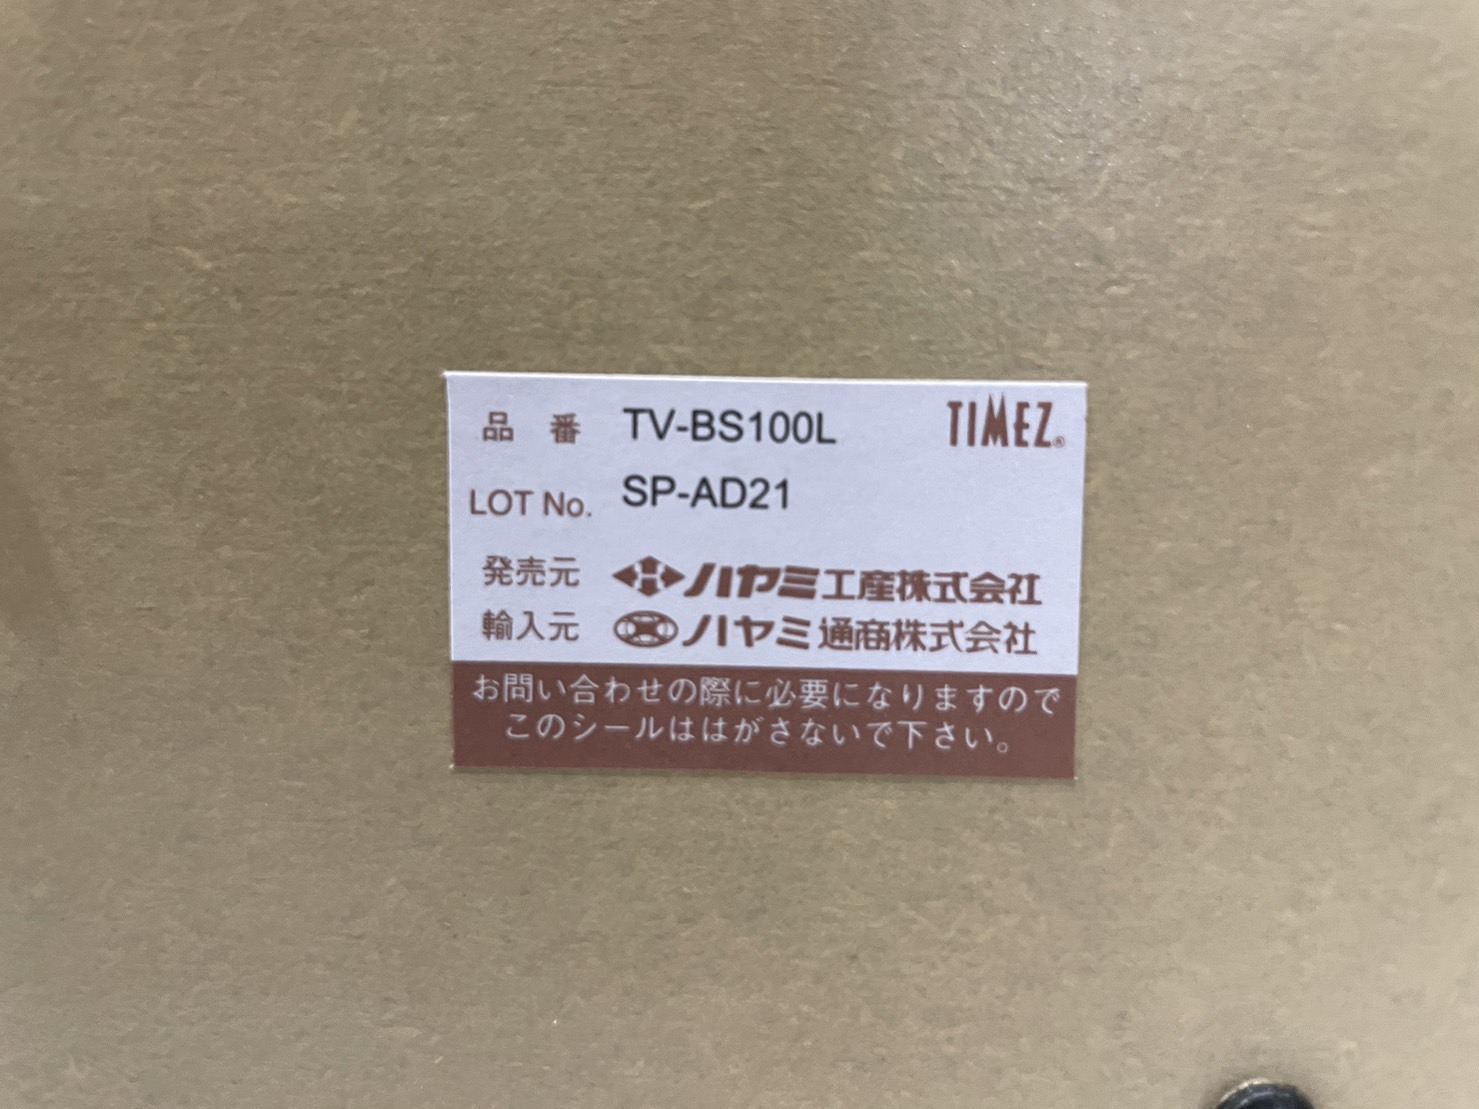 品番 TV-BS100L TIMEZ®
LOT No. SP-AD21
発売元 ハヤミ工産株式会社
輸入元 ハヤミ通商株式会社
お問い合わせの際に必要になりますので
このシールははがさないで下さい。